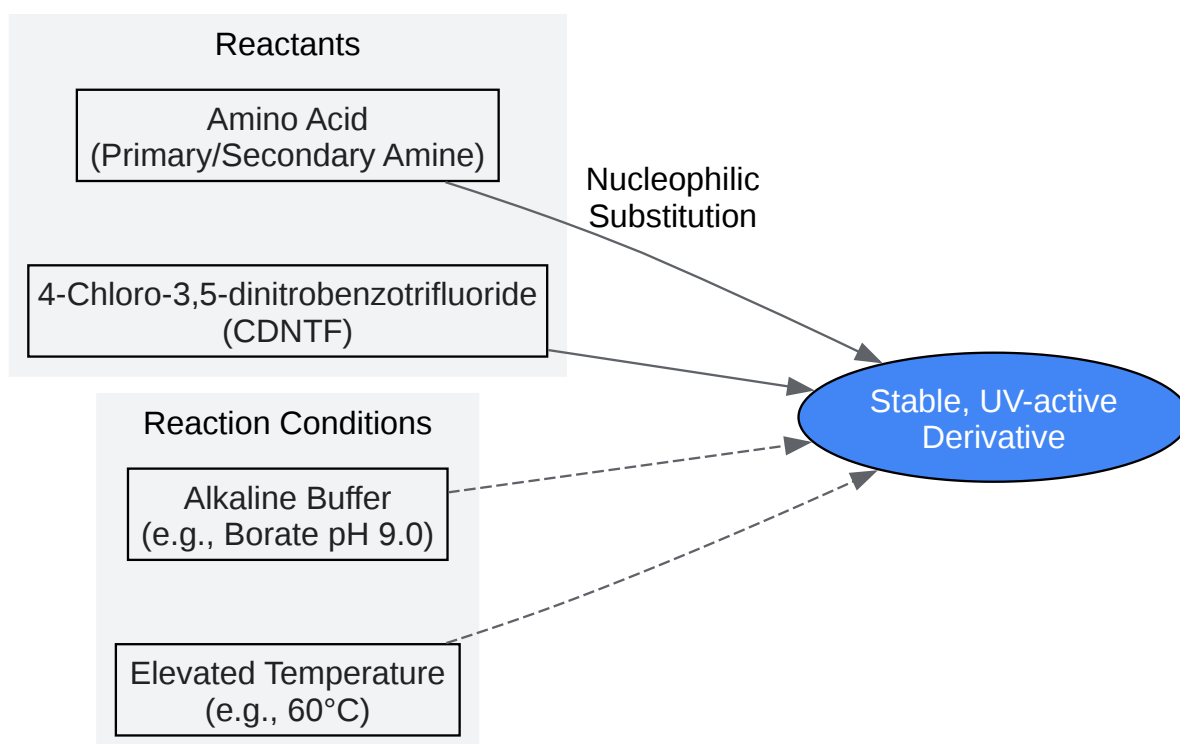 Reactants
Amino Acid
(Primary/Secondary Amine)
Nucleophilic
Substitution
4-Chloro-3,5-dinitrobenzotrifluoride
(CDNTF)
Stable, UV-active
Derivative
Reaction Conditions
Alkaline Buffer
(e.g., Borate pH 9.0)
Elevated Temperature
(e.g., 60°C)